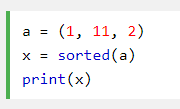 a = (1, 11, 2)
x = sorted(a)
print(x)